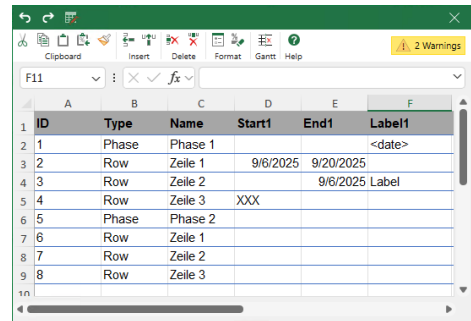 Clipboard Insert Delete Format Gantt Help
2 Warnings
F11 fx
A B C D E F
1 ID Type Name Start1 End1 Label1
2 1 Phase Phase 1 <date>
3 2 Row Zeile 1 9/6/2025 9/20/2025
4 3 Row Zeile 2 9/6/2025 Label
5 4 Row Zeile 3 XXX
6 5 Phase Phase 2
7 6 Row Zeile 1
8 7 Row Zeile 2
9 8 Row Zeile 3
10